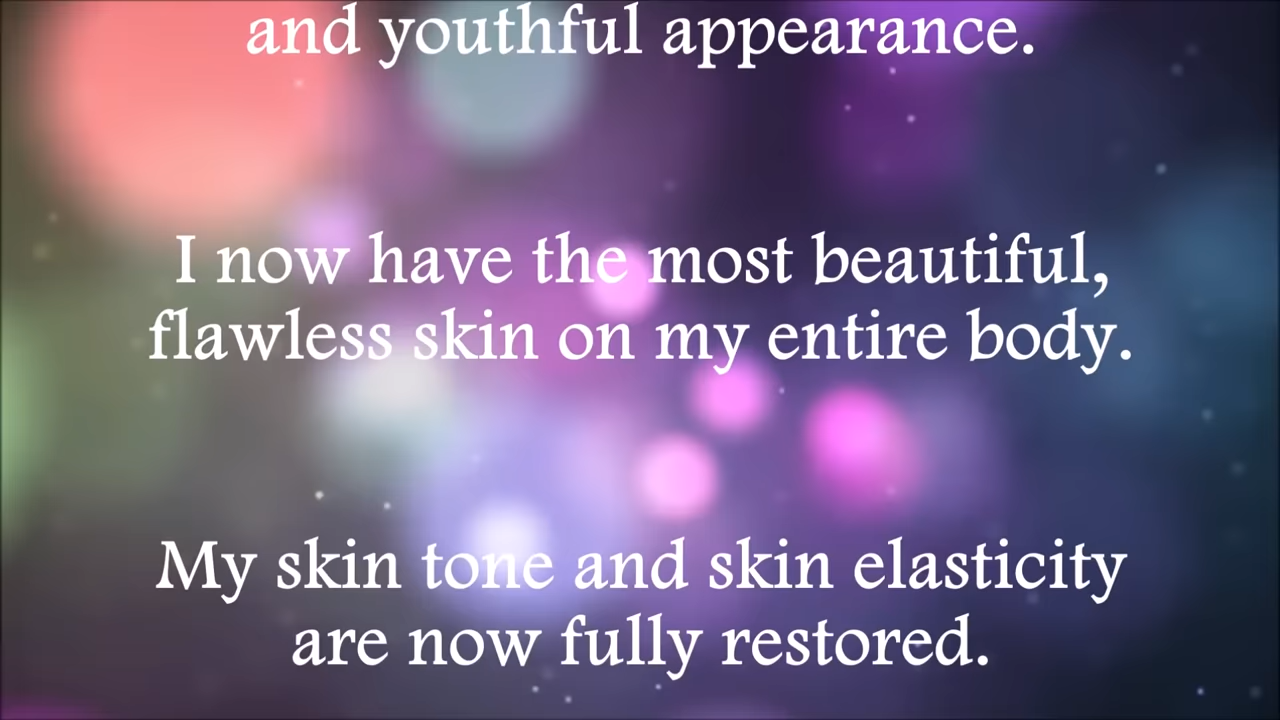 and youthful appearance.
I now have the most beautiful,
flawless skin on my entire body.
My skin tone and skin elasticity
are now fully restored.